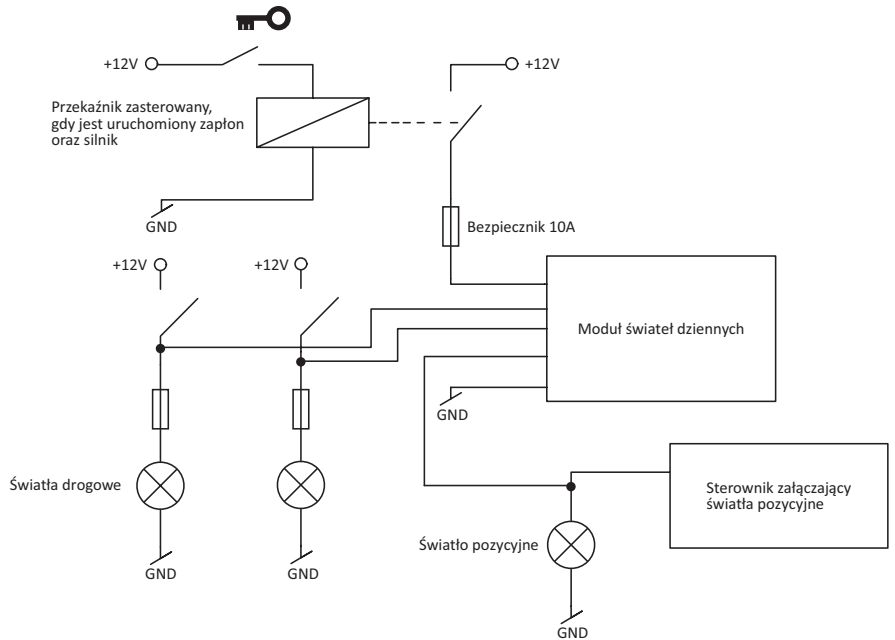 +12V
+12V
Przekaźnik zasterowany,
gdy jest uruchomiony zapłon
oraz silnik
GND
Bezpiecznik 10A
+12V
+12V
Moduł świateł dziennych
GND
Światła drogowe
Sterownik załączający
światła pozycyjne
Światło pozycyjne
GND
GND
GND